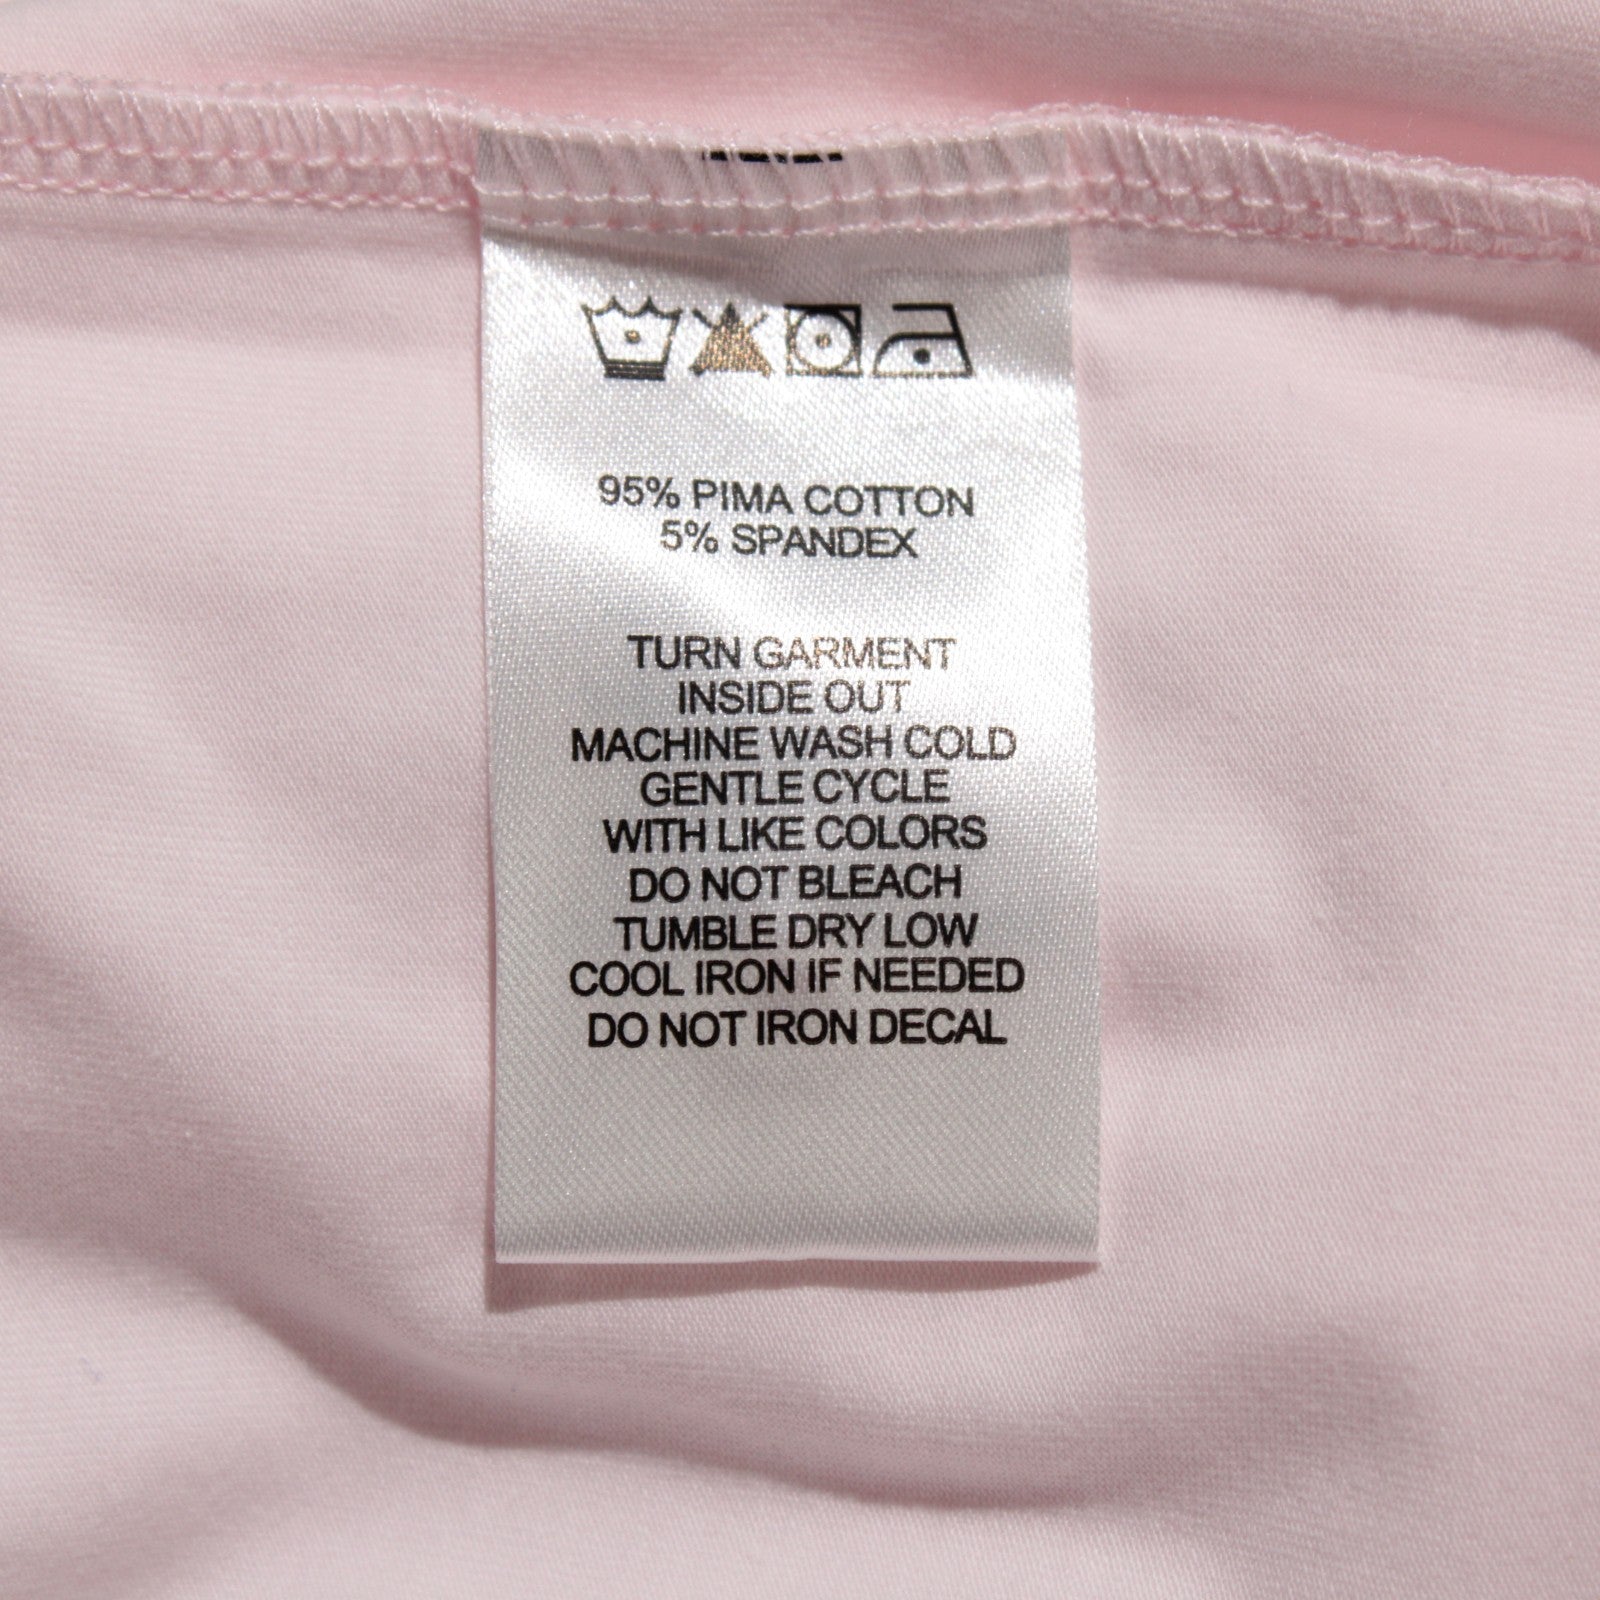 95% PIMA COTTON
5% SPANDEX
TURN GARMENT
INSIDE OUT
MACHINE WASH COLD
GENTLE CYCLE
WITH LIKE COLORS
DO NOT BLEACH
TUMBLE DRY LOW
COOL IRON IF NEEDED
DO NOT IRON DECAL